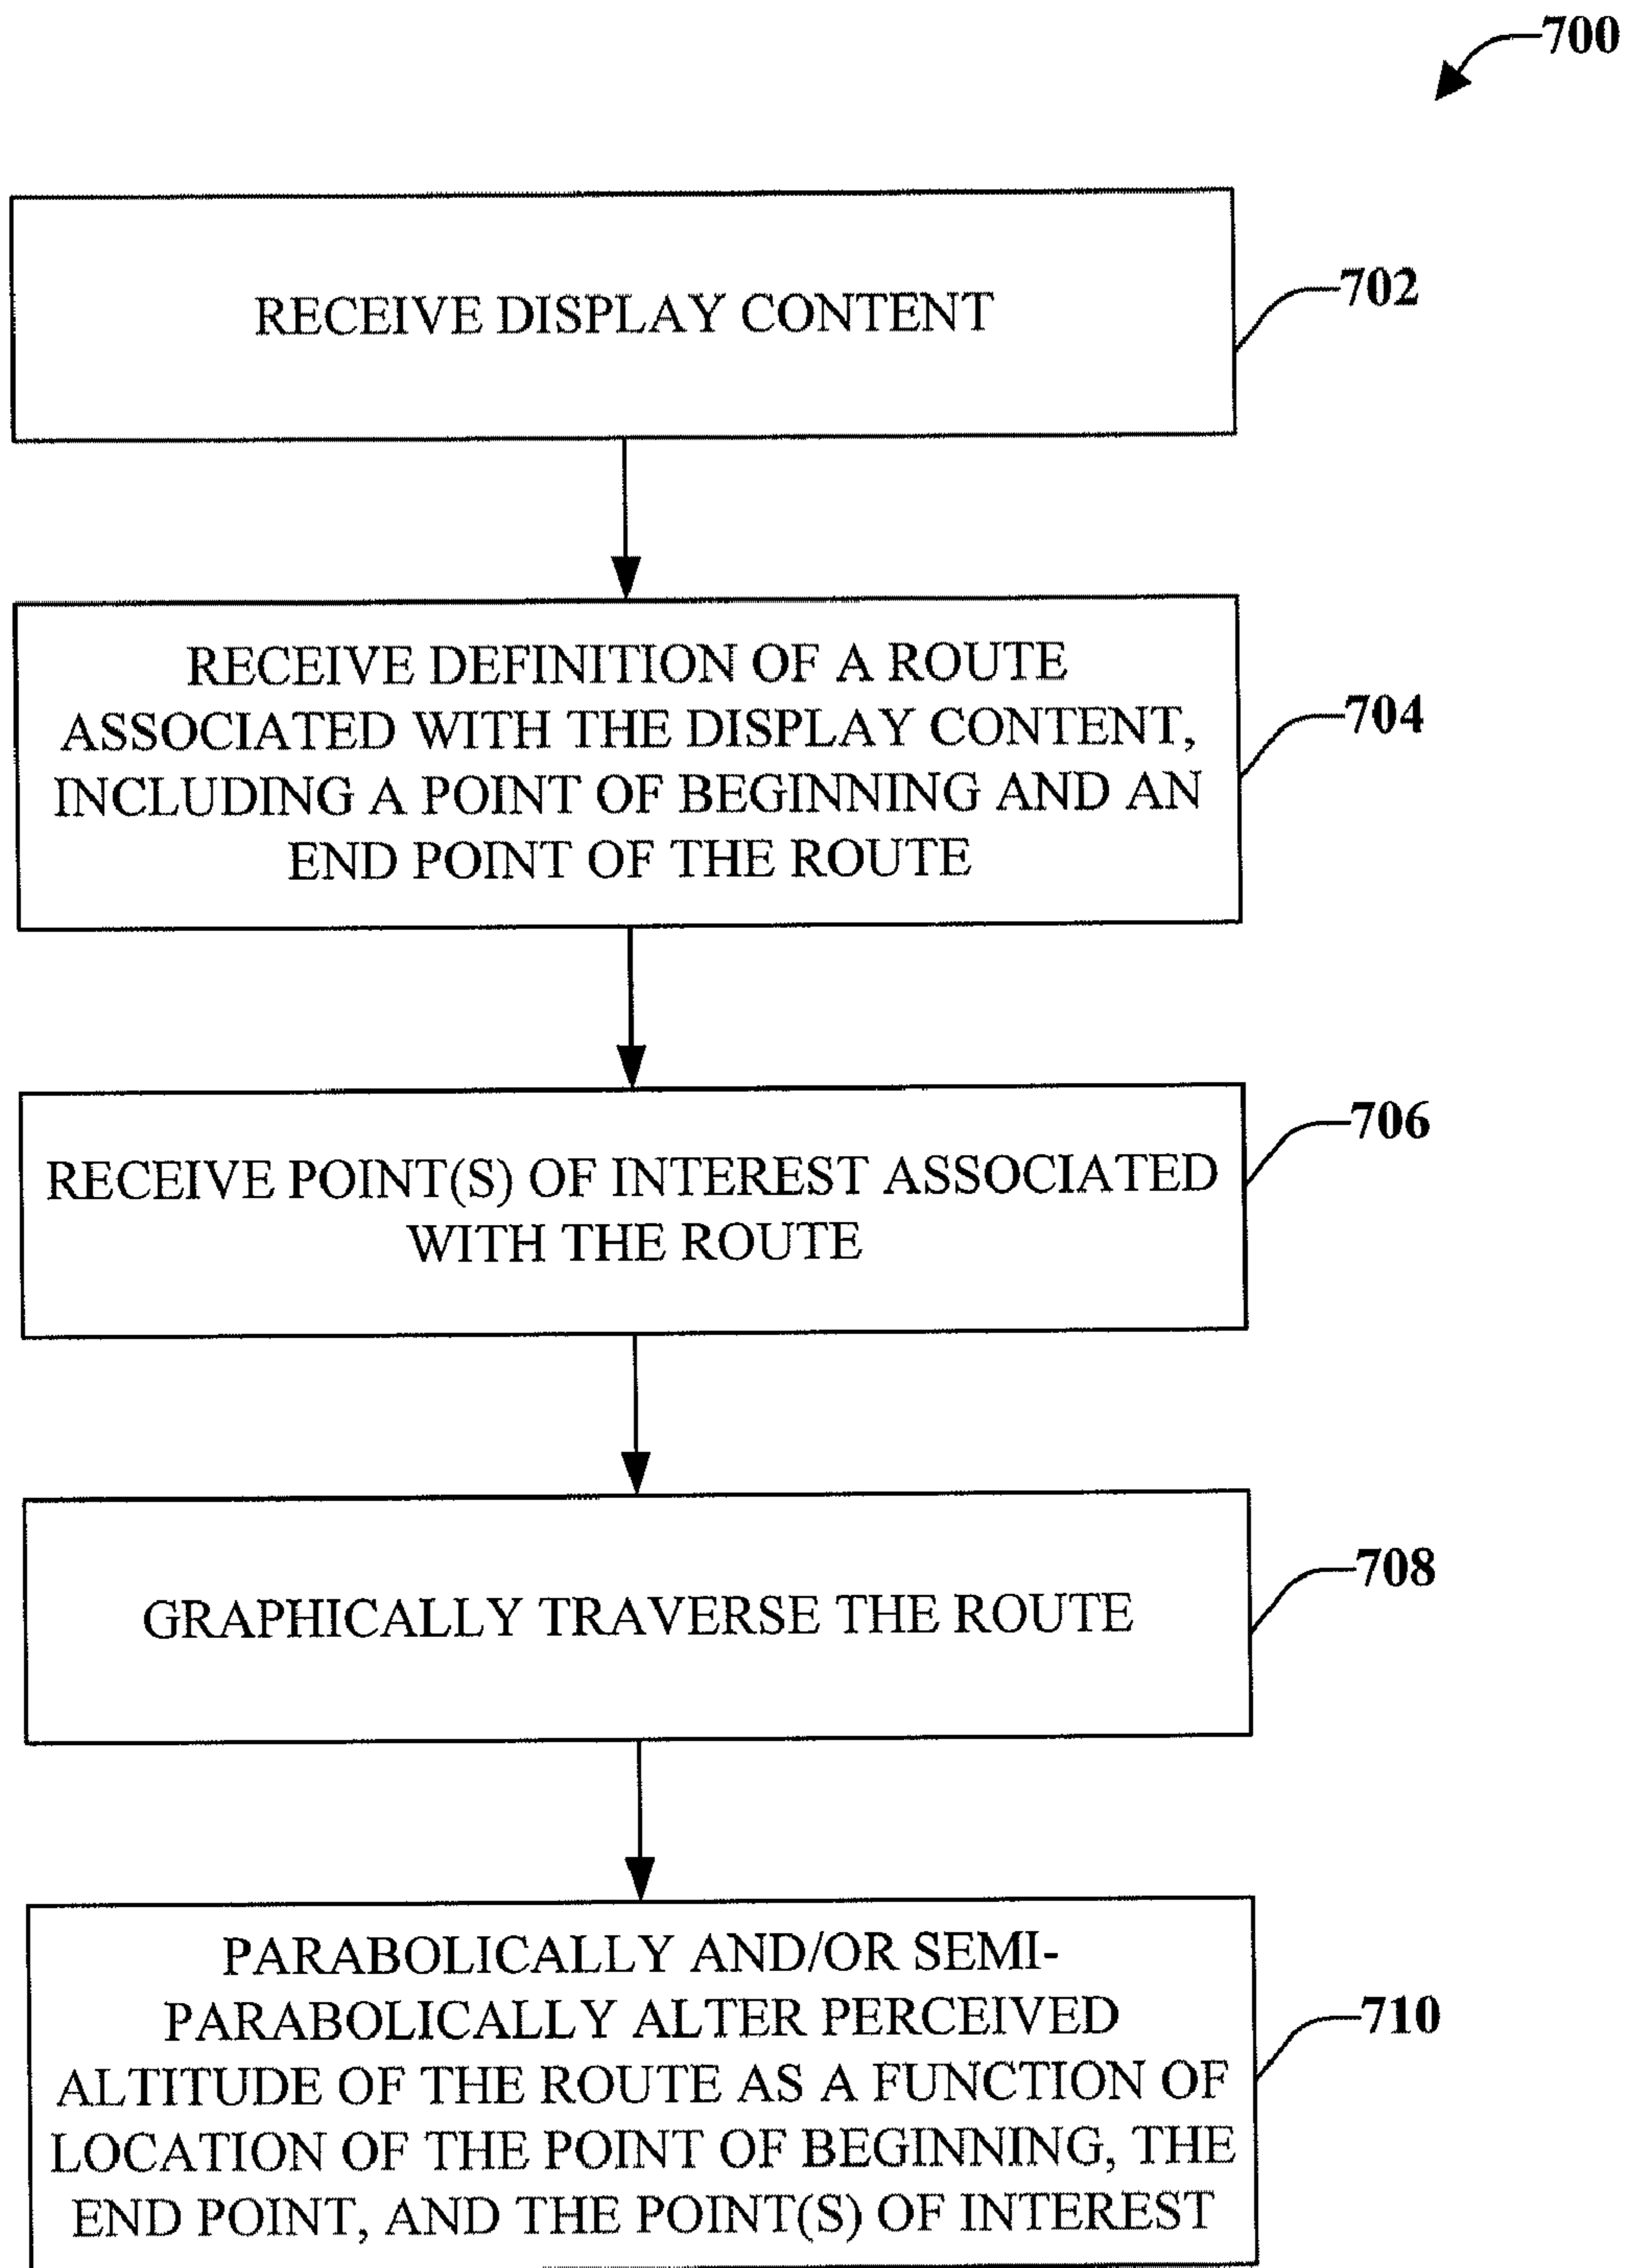 700
RECEIVE DISPLAY CONTENT
702
RECEIVE DEFINITION OF A ROUTE
ASSOCIATED WITH THE DISPLAY CONTENT,
INCLUDING A POINT OF BEGINNING AND AN
END POINT OF THE ROUTE
704
RECEIVE POINT(S) OF INTEREST ASSOCIATED
WITH THE ROUTE
706
GRAPHICALLY TRAVERSE THE ROUTE
708
PARABOLICALLY AND/OR SEMI-
PARABOLICALLY ALTER PERCEIVED
ALTITUDE OF THE ROUTE AS A FUNCTION OF
LOCATION OF THE POINT OF BEGINNING, THE
END POINT, AND THE POINT(S) OF INTEREST
710